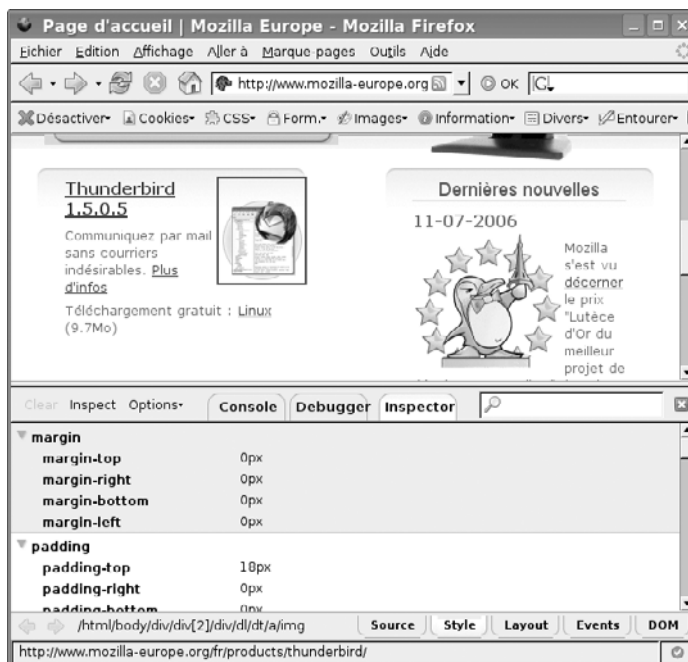 Page d'accueil | Mozilla Europe - Mozilla Firefox
Fichier Edition Affichage Aller à Marque-pages Outils Aide
http://www.mozilla-europe.org OK
Désactiver Cookies CSS Form. Images Information Divers Entourer
Thunderbird
1.5.0.5
Communiquez par mail
sans courriers
indésirables. Plus
d'infos
Téléchargement gratuit : Linux
(9.7Mo)
Dernières nouvelles
11-07-2006
Mozilla
s'est vu
décerner
le prix
"Lutèce
d'Or du
meilleur
projet de
Clear Inspect Options Console Debugger Inspector
margin
margin-top 0px
margin-right 0px
margin-bottom 0px
margin-left 0px
padding
padding-top 18px
padding-right 0px
padding-bottom 0px
/html/body/div/div[2]/div/dl/dt/a/img Source Style Layout Events DOM
http://www.mozilla-europe.org/fr/products/thunderbird/